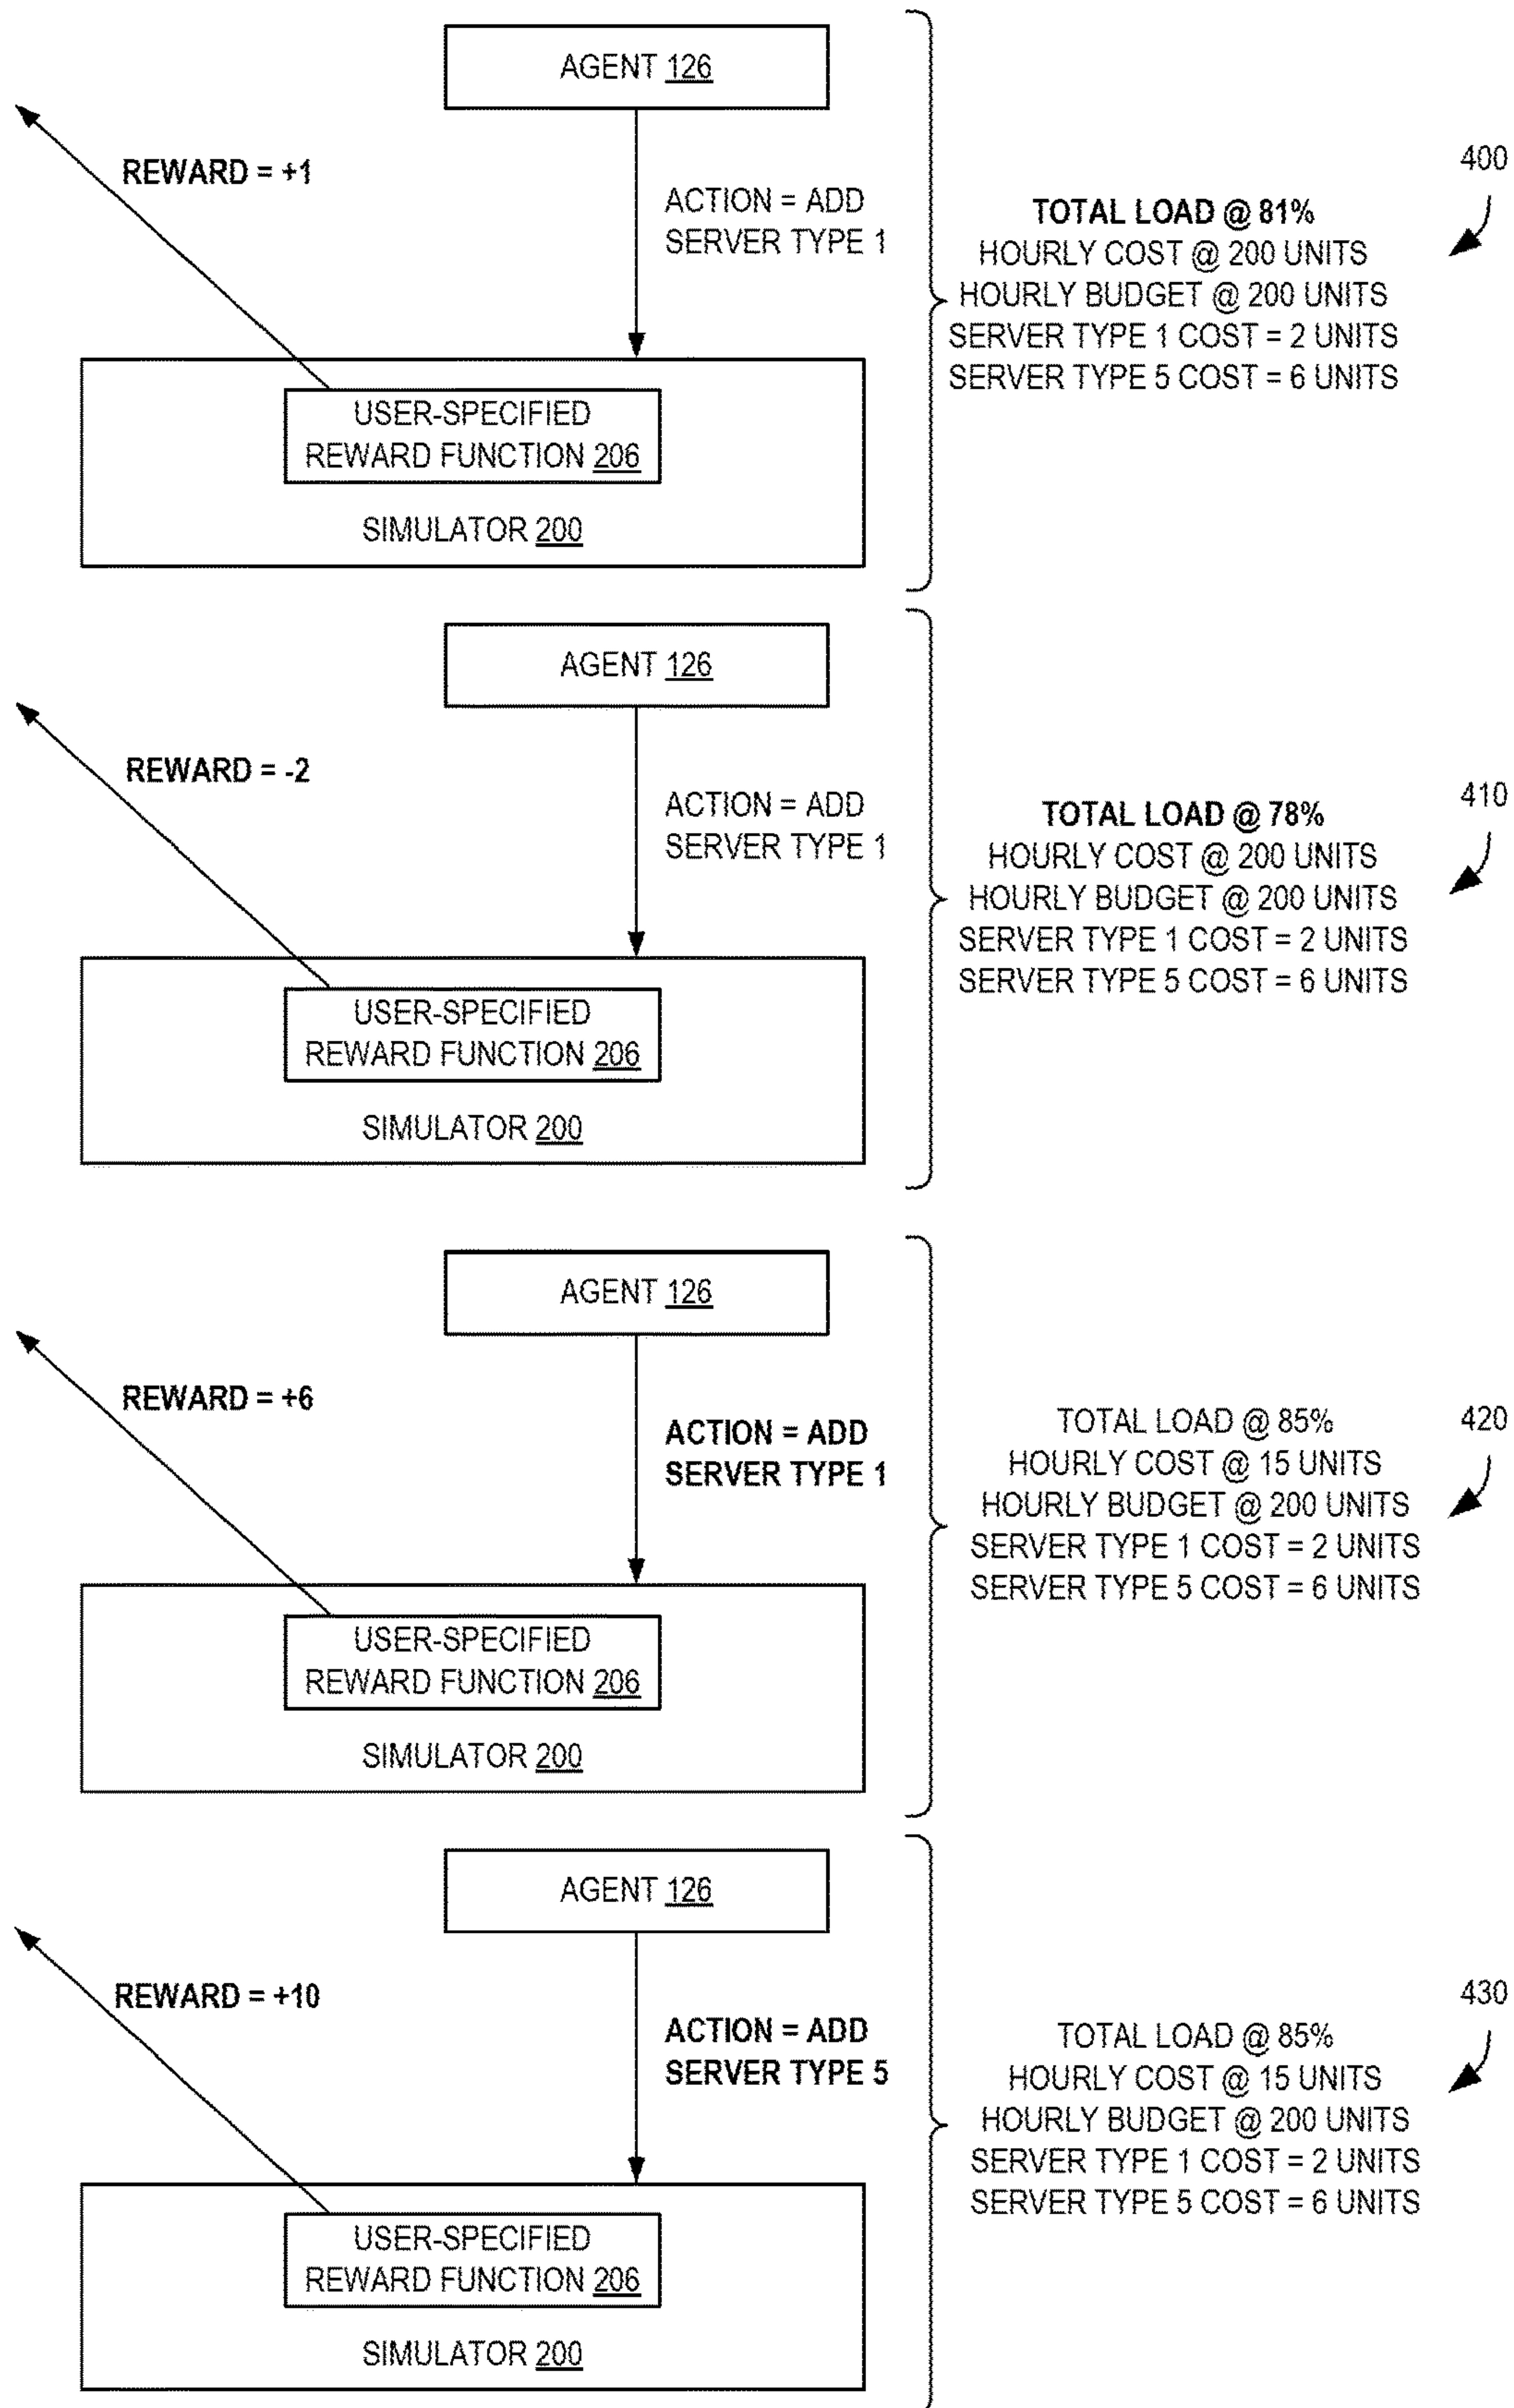 AGENT 126
REWARD = +1
ACTION = ADD
SERVER TYPE 1
USER-SPECIFIED
REWARD FUNCTION 206
SIMULATOR 200
400
TOTAL LOAD @ 81%
HOURLY COST @ 200 UNITS
HOURLY BUDGET @ 200 UNITS
SERVER TYPE 1 COST = 2 UNITS
SERVER TYPE 5 COST = 6 UNITS
AGENT 126
REWARD = -2
ACTION = ADD
SERVER TYPE 1
USER-SPECIFIED
REWARD FUNCTION 206
SIMULATOR 200
410
TOTAL LOAD @ 78%
HOURLY COST @ 200 UNITS
HOURLY BUDGET @ 200 UNITS
SERVER TYPE 1 COST = 2 UNITS
SERVER TYPE 5 COST = 6 UNITS
AGENT 126
REWARD = +6
ACTION = ADD
SERVER TYPE 1
USER-SPECIFIED
REWARD FUNCTION 206
SIMULATOR 200
420
TOTAL LOAD @ 85%
HOURLY COST @ 15 UNITS
HOURLY BUDGET @ 200 UNITS
SERVER TYPE 1 COST = 2 UNITS
SERVER TYPE 5 COST = 6 UNITS
AGENT 126
REWARD = +10
ACTION = ADD
SERVER TYPE 5
USER-SPECIFIED
REWARD FUNCTION 206
SIMULATOR 200
430
TOTAL LOAD @ 85%
HOURLY COST @ 15 UNITS
HOURLY BUDGET @ 200 UNITS
SERVER TYPE 1 COST = 2 UNITS
SERVER TYPE 5 COST = 6 UNITS